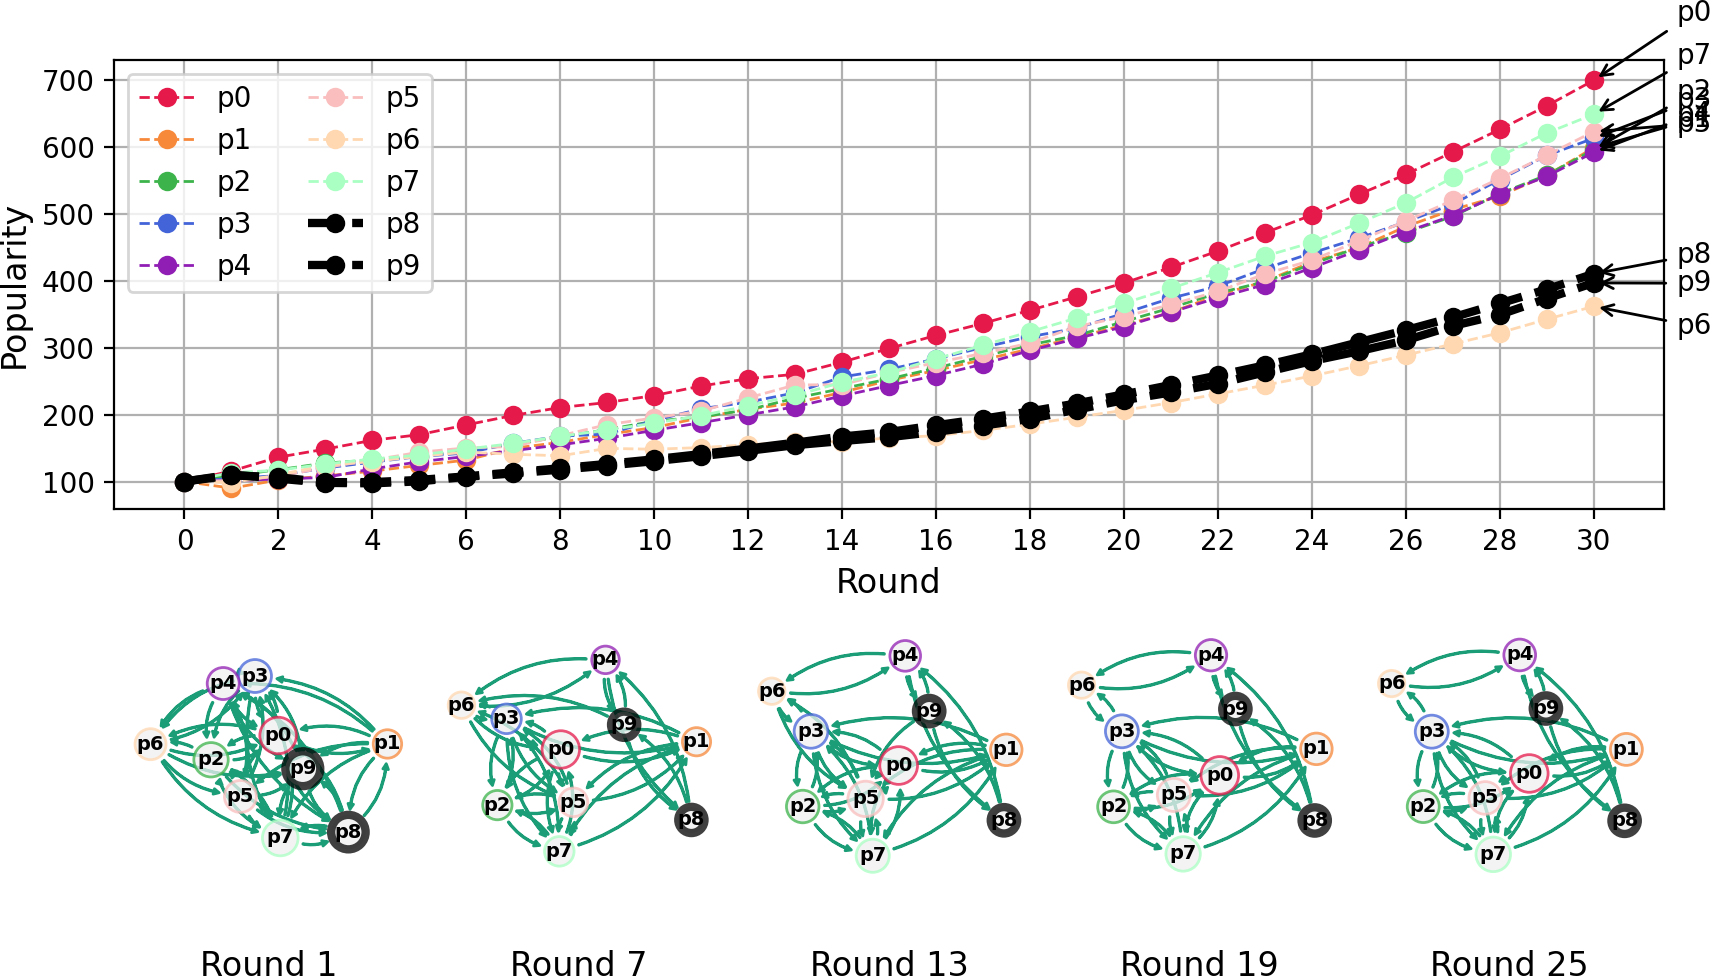 p0
p7
700
600
500
400
300
200
100
Popularity
p0
p1
p2
p3
p4
p5
p6
p7
p8
p9
p8
p9
p6
0 2 4 6 8 10 12 14 16 18 20 22 24 26 28 30
Round
p4 p3 p6 p0 p2 p1 p9 p5 p7 p8
p4 p6 p3 p9 p0 p1 p2 p5 p8 p7
p4 p6 p9 p3 p1 p0 p5 p2 p8 p7
p4 p6 p9 p3 p1 p0 p5 p2 p8 p7
p4 p6 p9 p3 p1 p0 p5 p2 p8 p7
Round 1
Round 7
Round 13
Round 19
Round 25